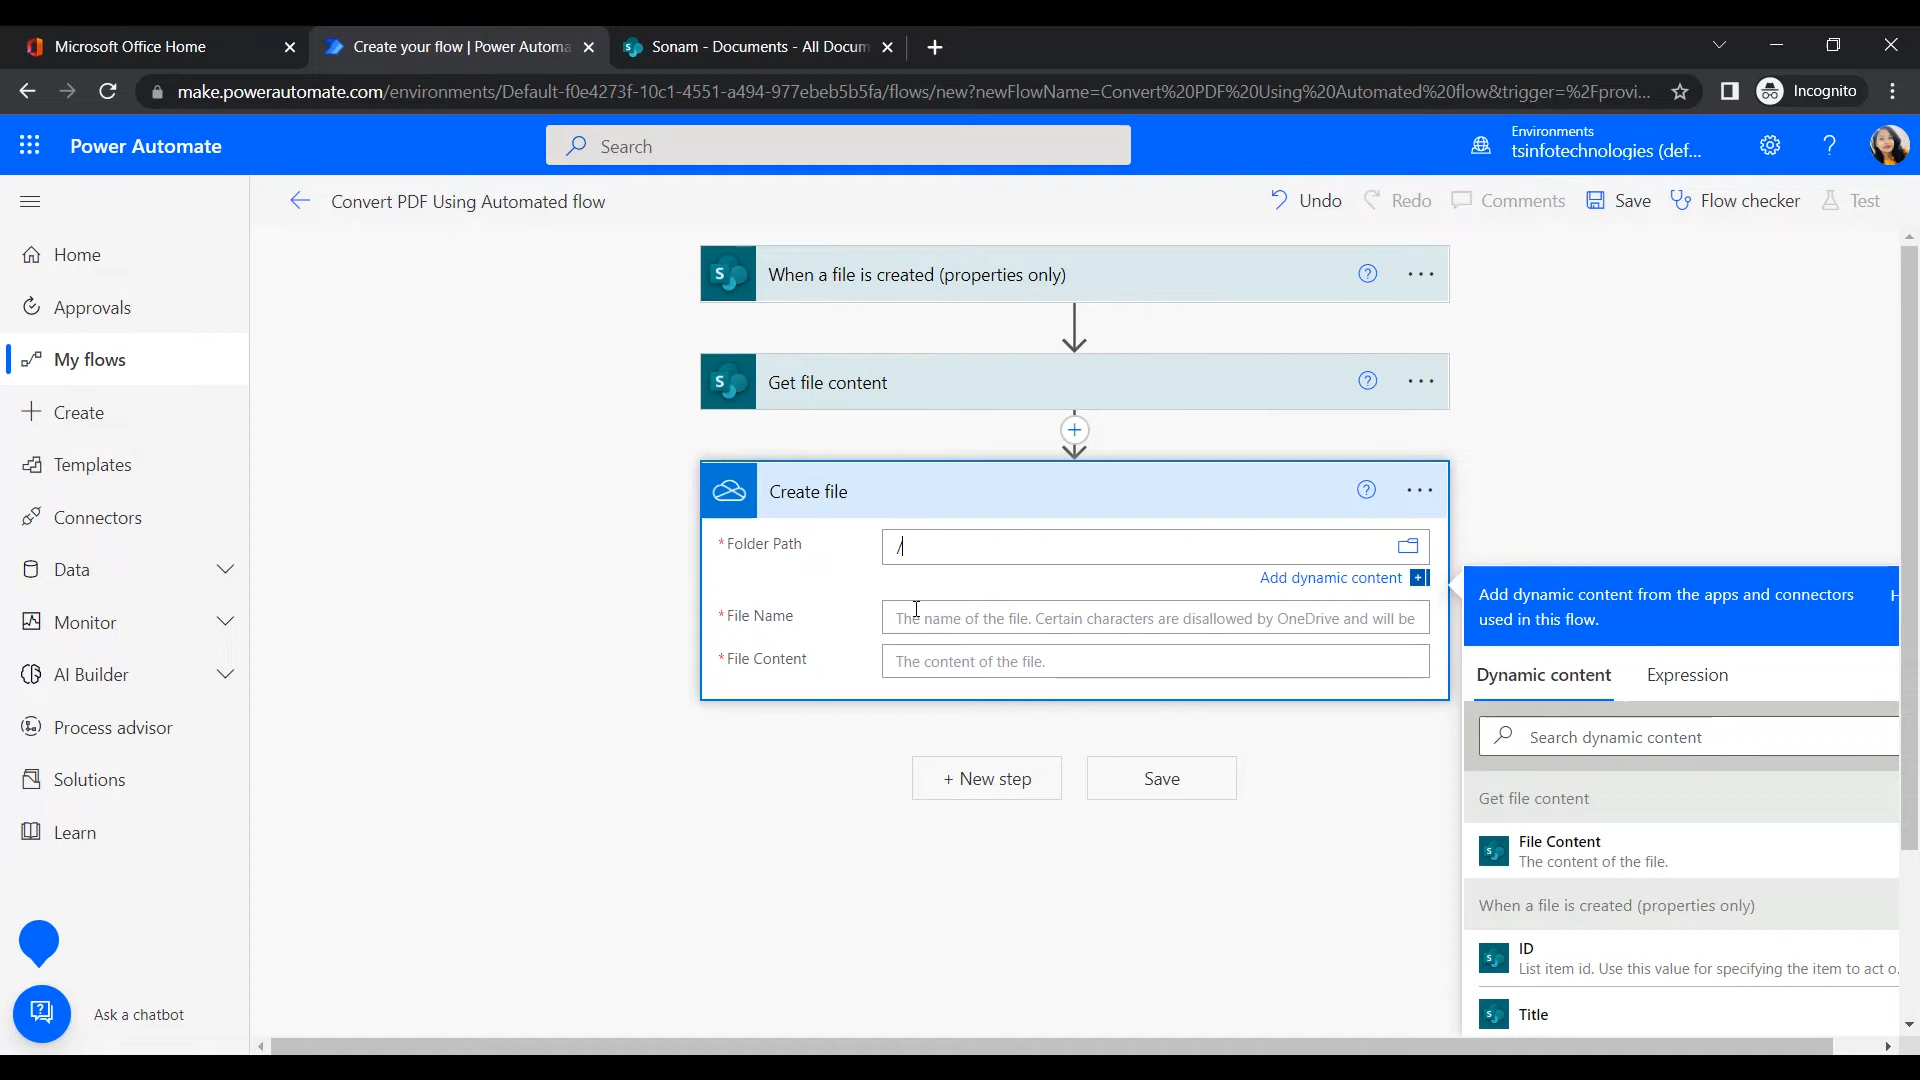 Microsoft Office Home
Create your flow | Power Automa
Sonam - Documents - All Docum
make.powerautomate.com/environments/Default-f0e4273f-10c1-4551-a494-977ebeb5b5fa/flows/new?newFlowName=Convert%20PDF%20Using%20Automated%20flow&trigger=%2Fprovi...
Incognito
Power Automate
Search
Environments
tsinfotechnologies (def...
Convert PDF Using Automated flow
Undo
Redo
Comments
Save
Flow checker
Test
Home
Approvals
My flows
Create
Templates
Connectors
Data
Monitor
AI Builder
Process advisor
Solutions
Learn
Ask a chatbot
When a file is created (properties only)
Get file content
Create file
*Folder Path
/
Add dynamic content
*File Name
The name of the file. Certain characters are disallowed by OneDrive and will be
*File Content
The content of the file.
+ New step
Save
Add dynamic content from the apps and connectors
used in this flow.
H
Dynamic content
Expression
Search dynamic content
Get file content
File Content
The content of the file.
When a file is created (properties only)
ID
List item id. Use this value for specifying the item to act o
Title